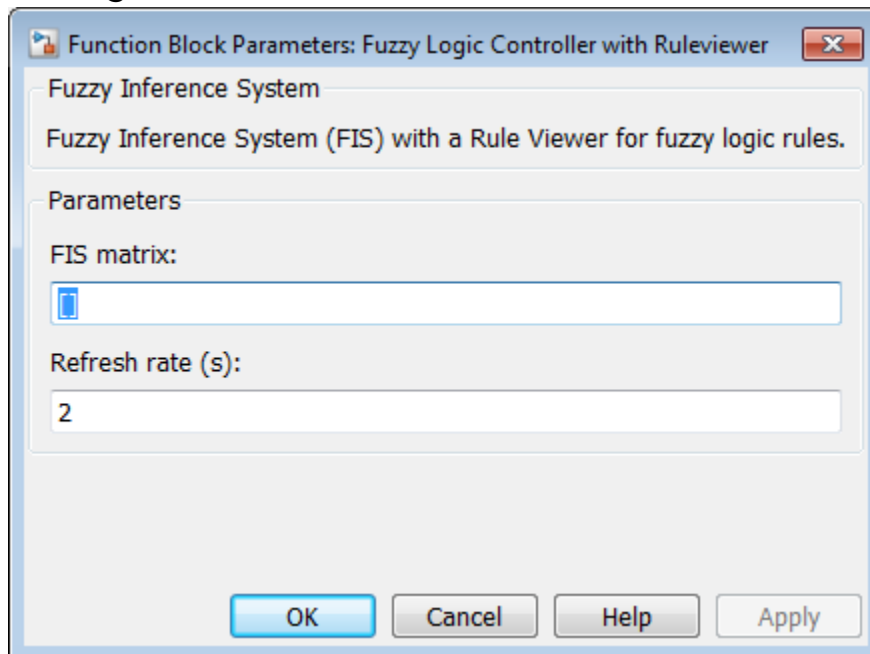 Function Block Parameters: Fuzzy Logic Controller with Ruleviewer
Fuzzy Inference System
Fuzzy Inference System (FIS) with a Rule Viewer for fuzzy logic rules.
Parameters
FIS matrix:
[]
Refresh rate (s):
2
OK Cancel Help Apply